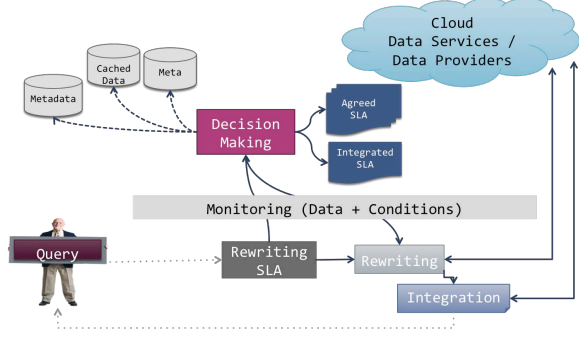 Cloud
Data Services /
Data Providers
Cached
Data
Meta
Metadata
Agreed
SLA
Decision
Making
Integrated
SLA
Monitoring (Data + Conditions)
Query
Rewriting
SLA
Rewriting
Integration